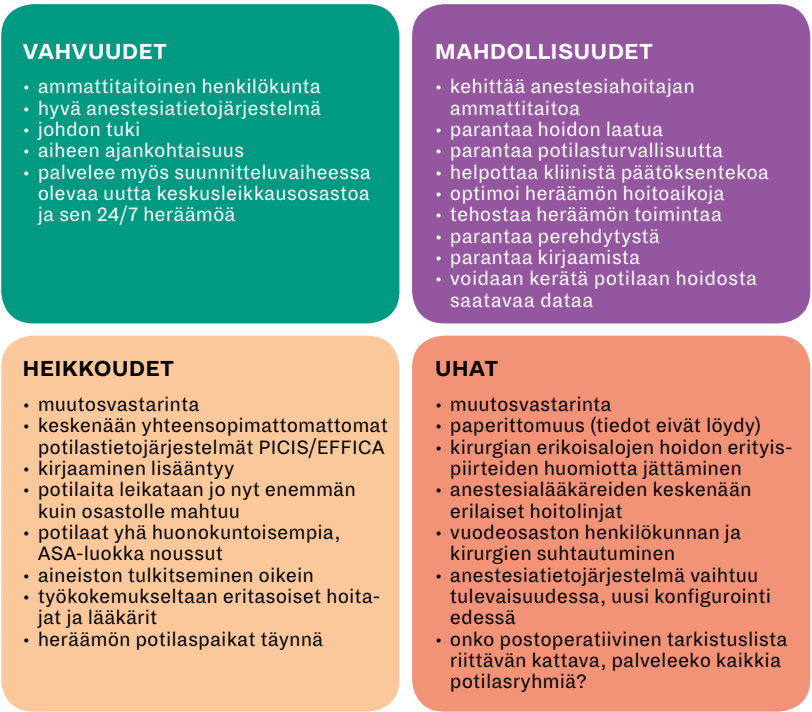 VAHVUUDET
• ammattitaitoinen henkilökunta
• hyvä anestesiatietojärjestelmä
• johdon tuki
• aiheen ajankohtaisuus
• palvelee myös suunnitteluvaiheessa
olevaa uutta keskusleikkausosastoa
ja sen 24/7 heräämöä
MAHDOLLISUUDET
• kehittää anestesiahoitajan
ammattitaitoa
• parantaa hoidon laatua
• parantaa potilasturvallisuutta
• helpottaa kliinistä päätöksentekoa
• optimoi heräämön hoitoaikoja
• tehostaa heräämön toimintaa
• parantaa perehdytystä
• parantaa kirjaamista
• voidaan kerätä potilaan hoidosta
saatavaa dataa
HEIKKOUDET
• muutosvastarinta
• keskenään yhteensopimattomattomat
potilastietojärjestelmät PICIS/EFFICA
• kirjaaminen lisääntyy
• potilaita leikataan jo nyt enemmän
kuin osastolle mahtuu
• potilaat yhä huonokuntoisempia,
ASA-luokka noussut
• aineiston tulkitseminen oikein
• työkokemukseltaan eritasoiset hoita-
jat ja lääkärit
• heräämön potilaspaikat täynnä
UHAT
• muutosvastarinta
• paperittomuus (tiedot eivät löydy)
• kirurgian erikoisalojen hoidon erityis-
piirteiden huomiotta jättäminen
• anestesialääkäreiden keskenään
erilaiset hoitolinjat
• vuodeosaston henkilökunnan ja
kirurgien suhtautuminen
• anestesiatietojärjestelmä vaihtuu
tulevaisuudessa, uusi konfigurointi
edessä
• onko postoperatiivinen tarkistuslista
riittävän kattava, palveleeko kaikkia
potilasryhmiä?